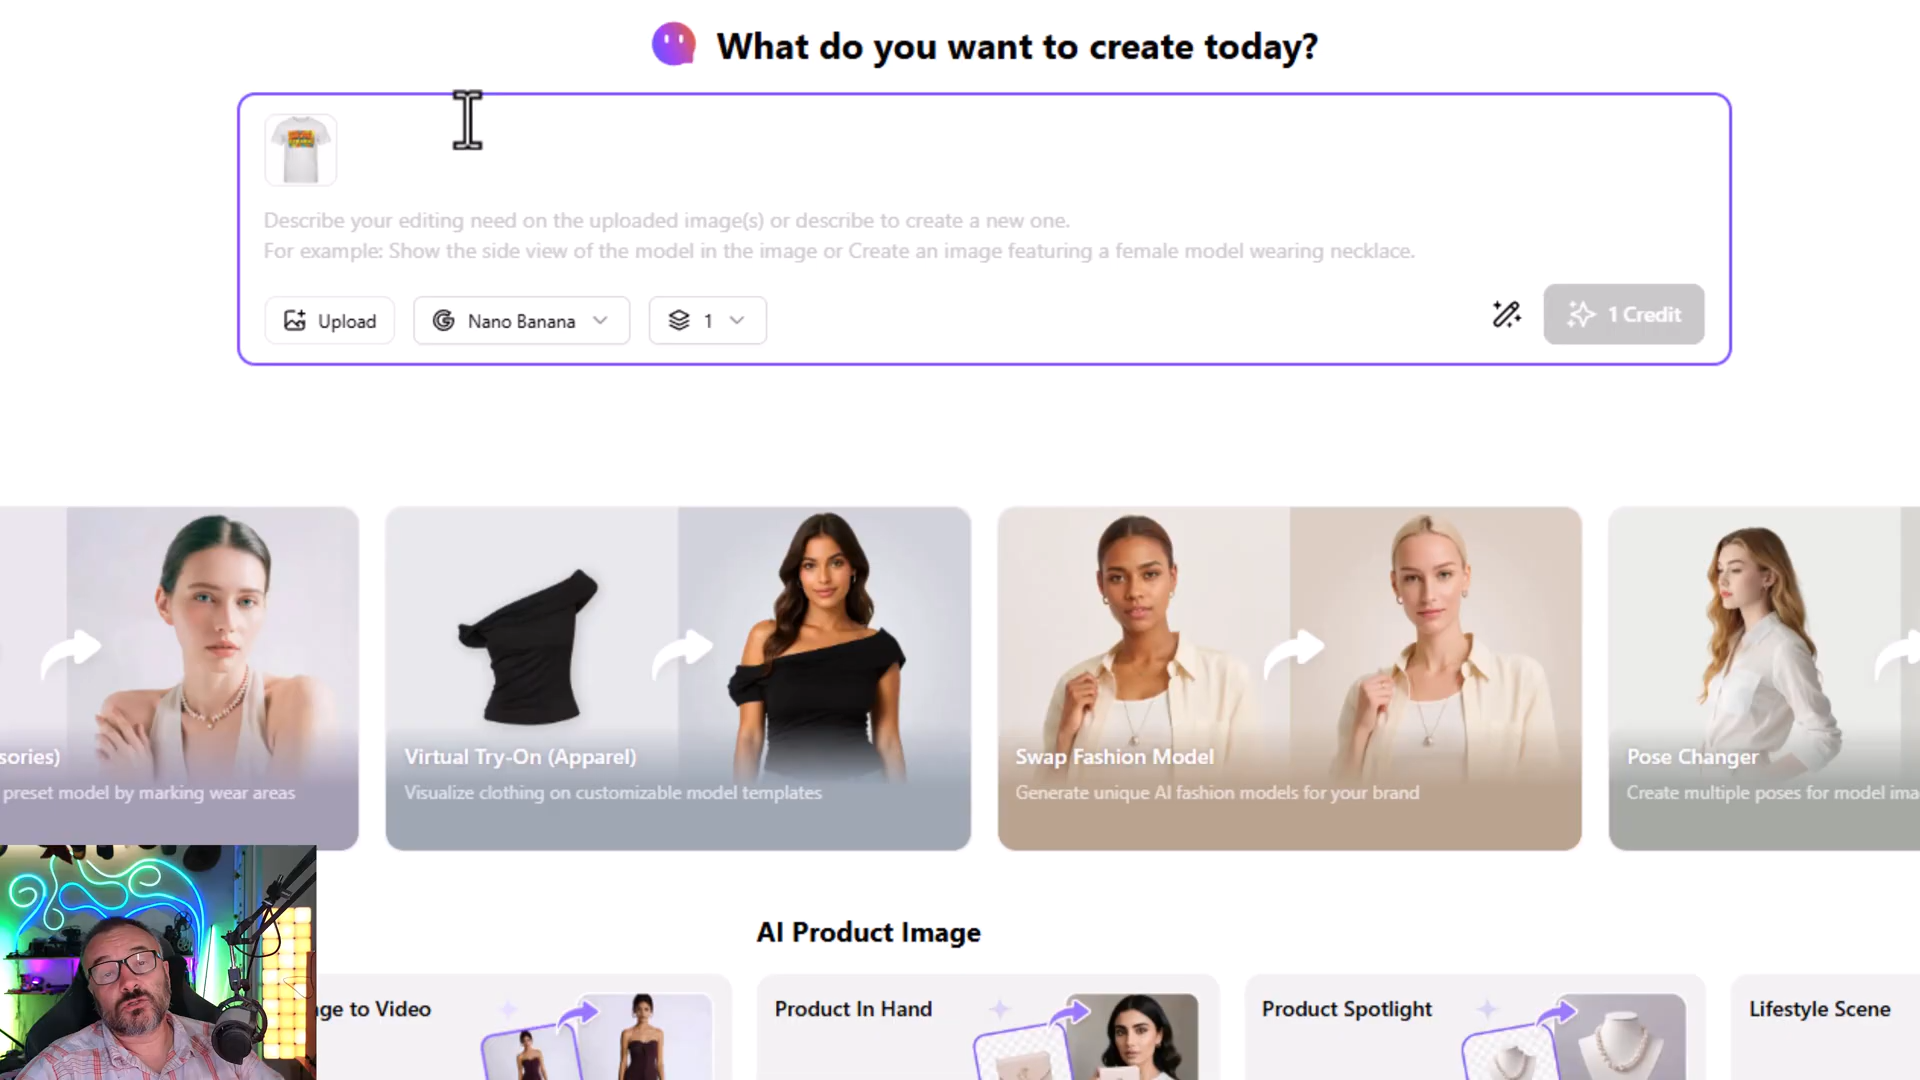 What do you want to create today?
Describe your editing need on the uploaded image(s) or describe to create a new one.
For example: Show the side view of the model in the image or Create an image featuring a female model wearing necklace.
Upload
Nano Banana
1
1 Credit
sories)
preset model by marking wear areas
Virtual Try-On (Apparel)
Visualize clothing on customizable model templates
Swap Fashion Model
Generate unique AI fashion models for your brand
Pose Changer
Create multiple poses for model ima
AI Product Image
ge to Video
Product In Hand
Product Spotlight
Lifestyle Scene